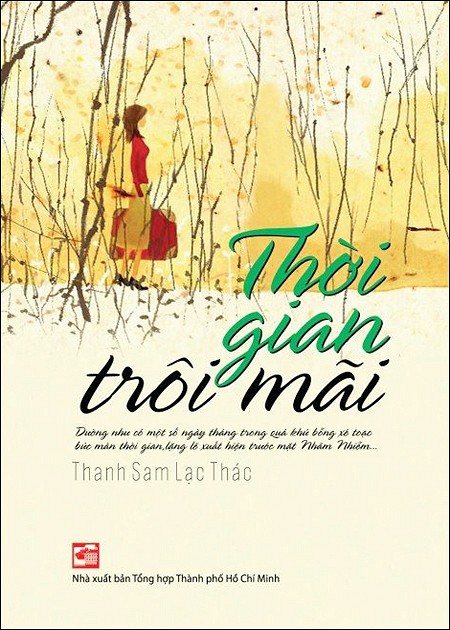 Thời
gian
trôi mãi
Dường như có một số ngày tháng trong quá khứ bỗng xé toạc
bức màn thời gian,lặng lẽ xuất hiện trước mặt Nhâm Nhiễm...
Thanh Sam Lạc Thác
Nhà xuất bản Tổng hợp Thành phố Hồ Chí Minh